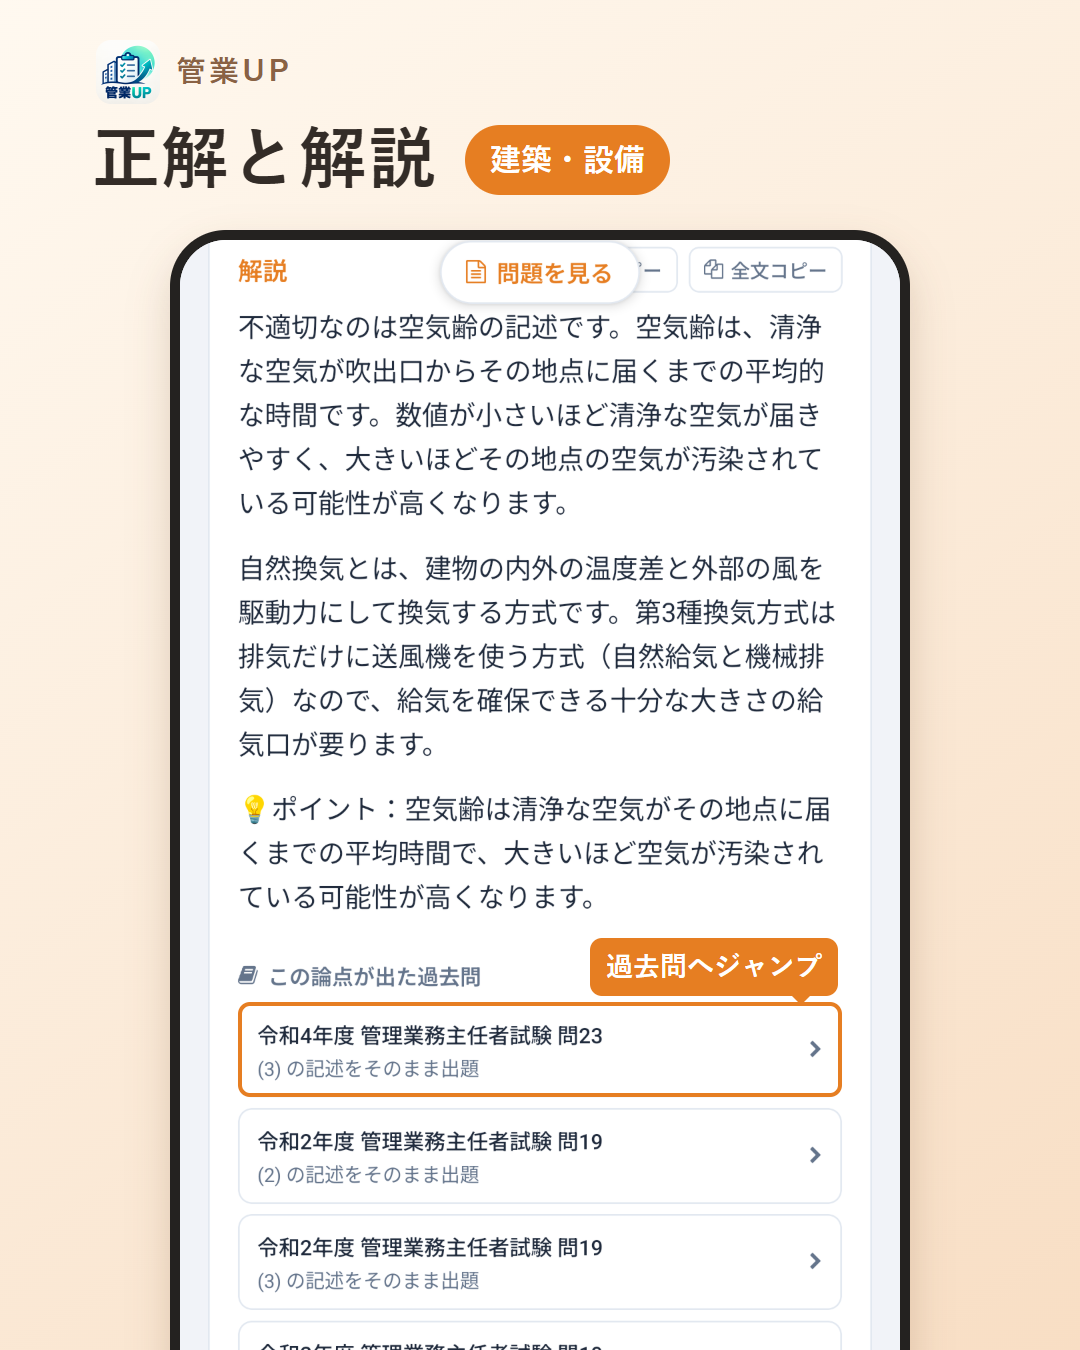 管業UP
管業UP
正解と解説
建築・設備
解説
問題を見る
ピー
全文コピー
不適切なのは空気齢の記述です。空気齢は、清浄
な空気が吹出口からその地点に届くまでの平均的
な時間です。数値が小さいほど清浄な空気が届き
やすく、大きいほどその地点の空気が汚染されて
いる可能性が高くなります。
自然換気とは、建物の内外の温度差と外部の風を
駆動力にして換気する方式です。第3種換気方式は
排気だけに送風機を使う方式（自然給気と機械排
気）なので、給気を確保できる十分な大きさの給
気口が要ります。
💡ポイント：空気齢は清浄な空気がその地点に届
くまでの平均時間で、大きいほど空気が汚染され
ている可能性が高くなります。
過去問へジャンプ
この論点が出た過去問
令和4年度 管理業務主任者試験 問23
(3) の記述をそのまま出題
令和2年度 管理業務主任者試験 問19
(2) の記述をそのまま出題
令和2年度 管理業務主任者試験 問19
(3) の記述をそのまま出題